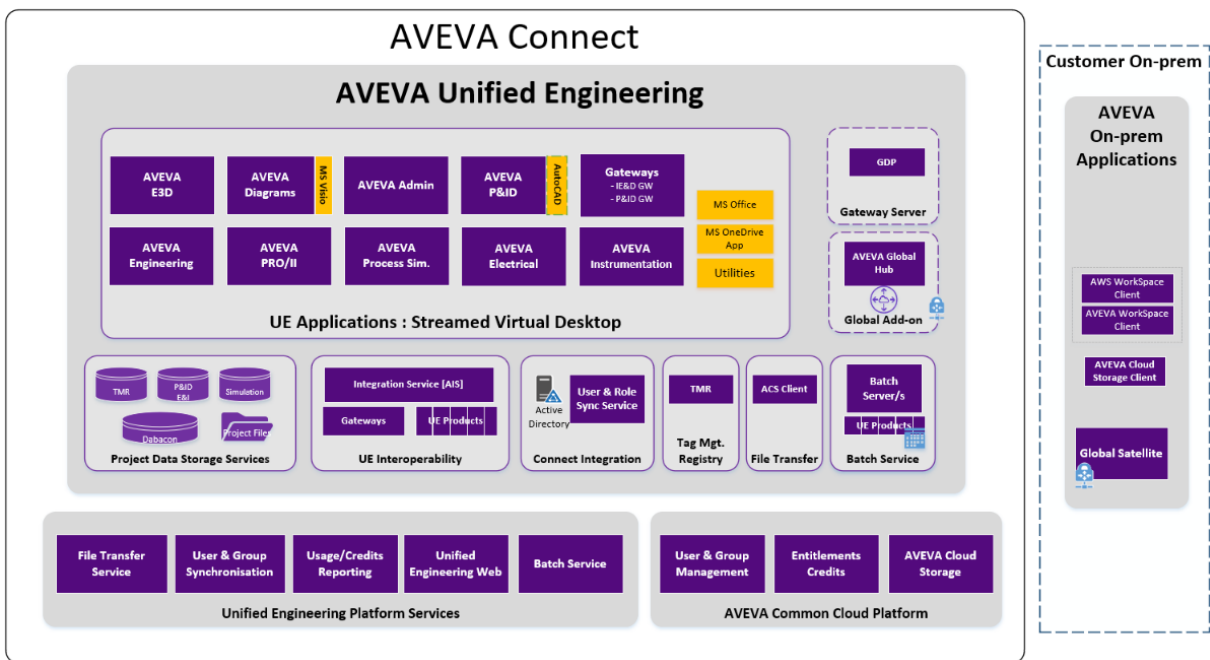 AVEVA Connect
AVEVA Unified Engineering
AVEVA
E3D
AVEVA
Diagrams
MS Visio
AVEVA Admin
AVEVA
P&ID
AutoCAD
Gateways
- IE&D GW
- P&ID GW
AVEVA
Engineering
AVEVA
PRO/II
AVEVA
Process Sim.
AVEVA
Electrical
AVEVA
Instrumentation
MS Office
MS OneDrive
App
Utilities
UE Applications : Streamed Virtual Desktop
GDP
Gateway Server
AVEVA Global
Hub
Global Add-on
TMR
P&ID
E&I
Simulation
Dabacon
Project Files
Project Data Storage Services
Integration Service [AIS]
Gateways
UE Products
UE Interoperability
Active
Directory
User & Role
Sync Service
Connect Integration
TMR
Tag Mgt.
Registry
ACS Client
File Transfer
Batch
Server/s
UE Products
Batch Service
File Transfer
Service
User & Group
Synchronisation
Usage/Credits
Reporting
Unified
Engineering Web
Batch Service
Unified Engineering Platform Services
User & Group
Management
Entitlements
Credits
AVEVA Cloud
Storage
AVEVA Common Cloud Platform
Customer On-prem
AVEVA
On-prem
Applications
AWS WorkSpace
Client
AVEVA WorkSpace
Client
AVEVA Cloud
Storage Client
Global Satellite